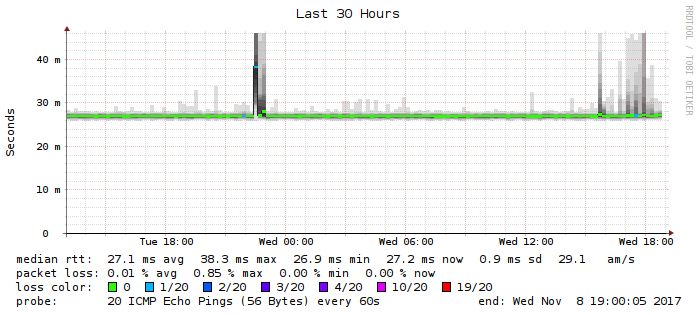 Last 30 Hours
RRDTOOL / TOBI OETIKER
Seconds
40 m
30 m
20 m
10 m
0
Tue 18:00 Wed 00:00 Wed 06:00 Wed 12:00 Wed 18:00
median rtt: 27.1 ms avg 38.3 ms max 26.9 ms min 27.2 ms now 0.9 ms sd 29.1 am/s
packet loss: 0.01 % avg 0.85 % max 0.00 % min 0.00 % now
loss color: 0 1/20 2/20 3/20 4/20 10/20 19/20
probe: 20 ICMP Echo Pings (56 Bytes) every 60s end: Wed Nov 8 19:00:05 2017